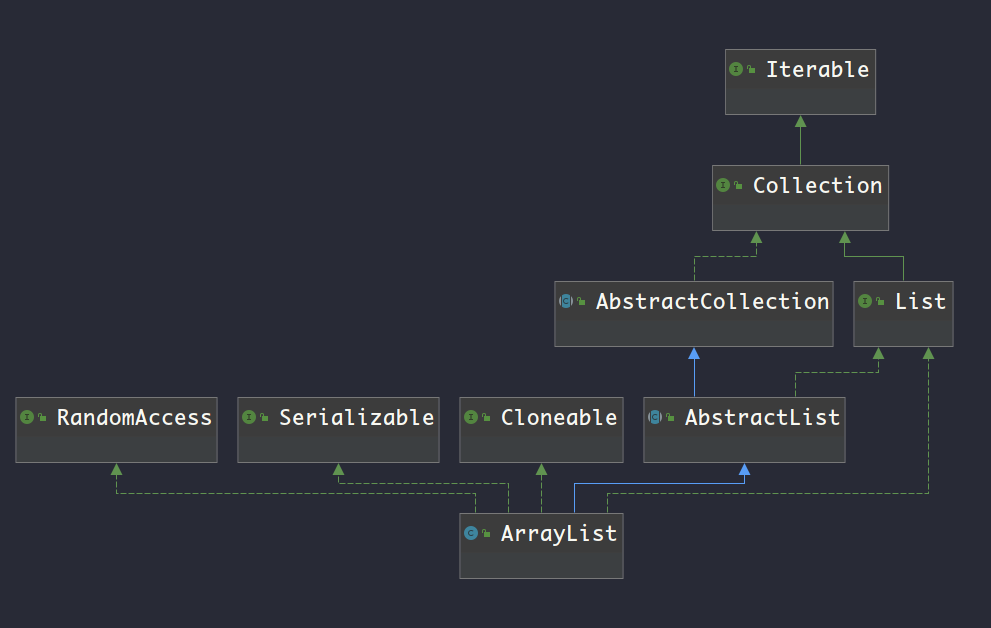 Iterable
Collection
AbstractCollection
List
RandomAccess
Serializable
Cloneable
AbstractList
ArrayList